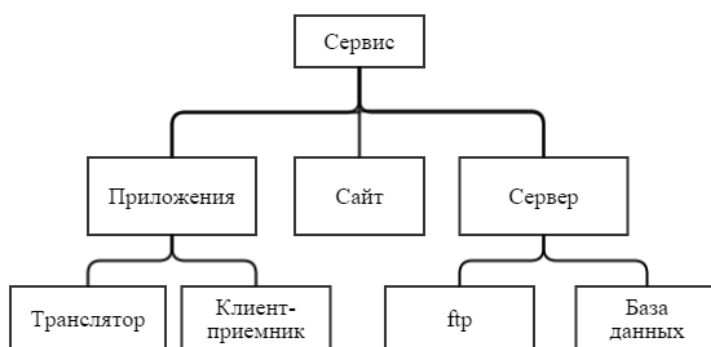 Сервис
Приложения
Сайт
Сервер
Транслятор
Клиент-
приемник
ftp
База
данных